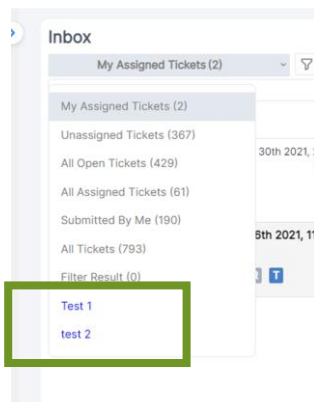 Inbox
My Assigned Tickets (2)
My Assigned Tickets (2)
Unassigned Tickets (367)
30th 2021,
All Open Tickets (429)
All Assigned Tickets (61)
Submitted By Me (190)
6th 2021, 11
All Tickets (793)
Filter Result (0)
T
Test 1
test 2